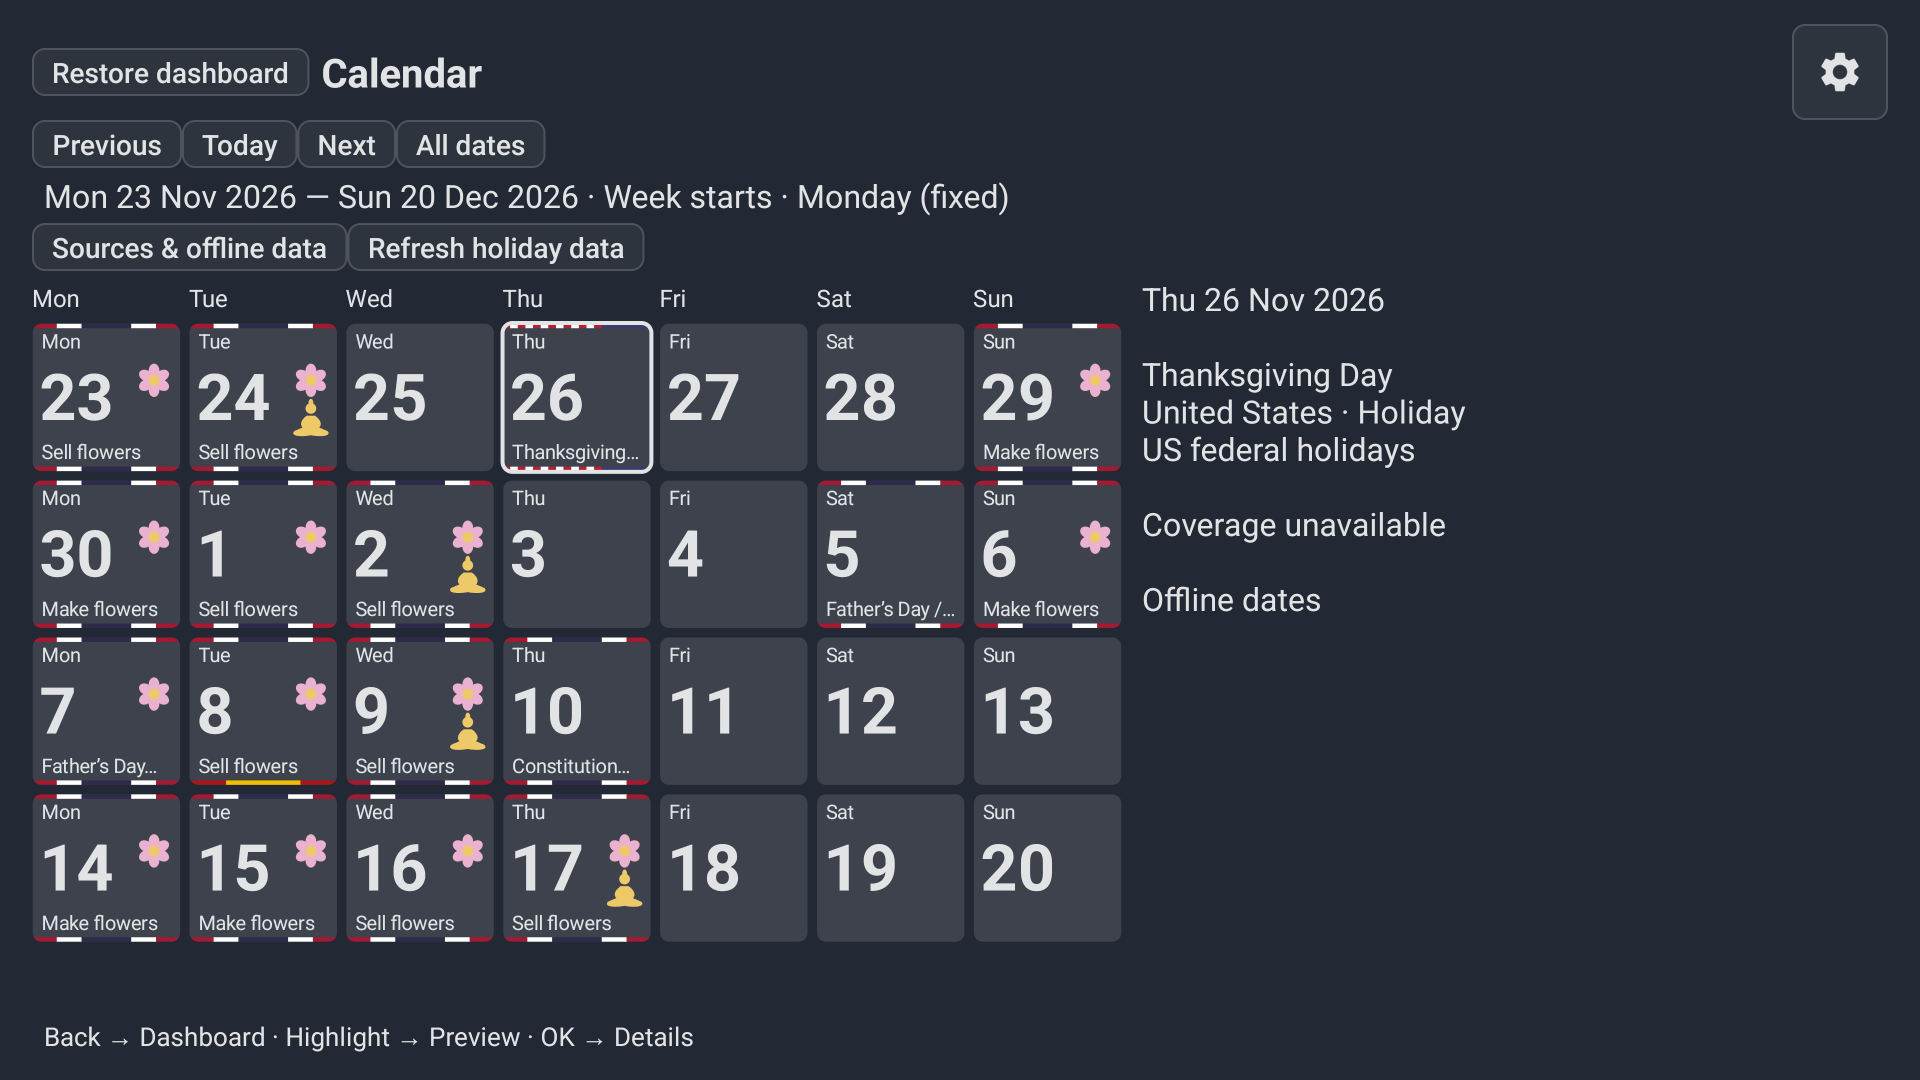 Restore dashboard Calendar
Previous Today Next All dates
Mon 23 Nov 2026 — Sun 20 Dec 2026 · Week starts · Monday (fixed)
Sources & offline data Refresh holiday data
Mon Tue Wed Thu Fri Sat Sun
Mon Tue Wed Thu Fri Sat Sun
23 24 25 26 27 28 29
Sell flowers Sell flowers Thanksgiving… Make flowers
Mon Tue Wed Thu Fri Sat Sun
30 1 2 3 4 5 6
Make flowers Sell flowers Sell flowers Father’s Day /… Make flowers
Mon Tue Wed Thu Fri Sat Sun
7 8 9 10 11 12 13
Father’s Day… Sell flowers Sell flowers Constitution…
Mon Tue Wed Thu Fri Sat Sun
14 15 16 17 18 19 20
Make flowers Make flowers Sell flowers Sell flowers
Thu 26 Nov 2026
Thanksgiving Day
United States · Holiday
US federal holidays
Coverage unavailable
Offline dates
Back → Dashboard · Highlight → Preview · OK → Details